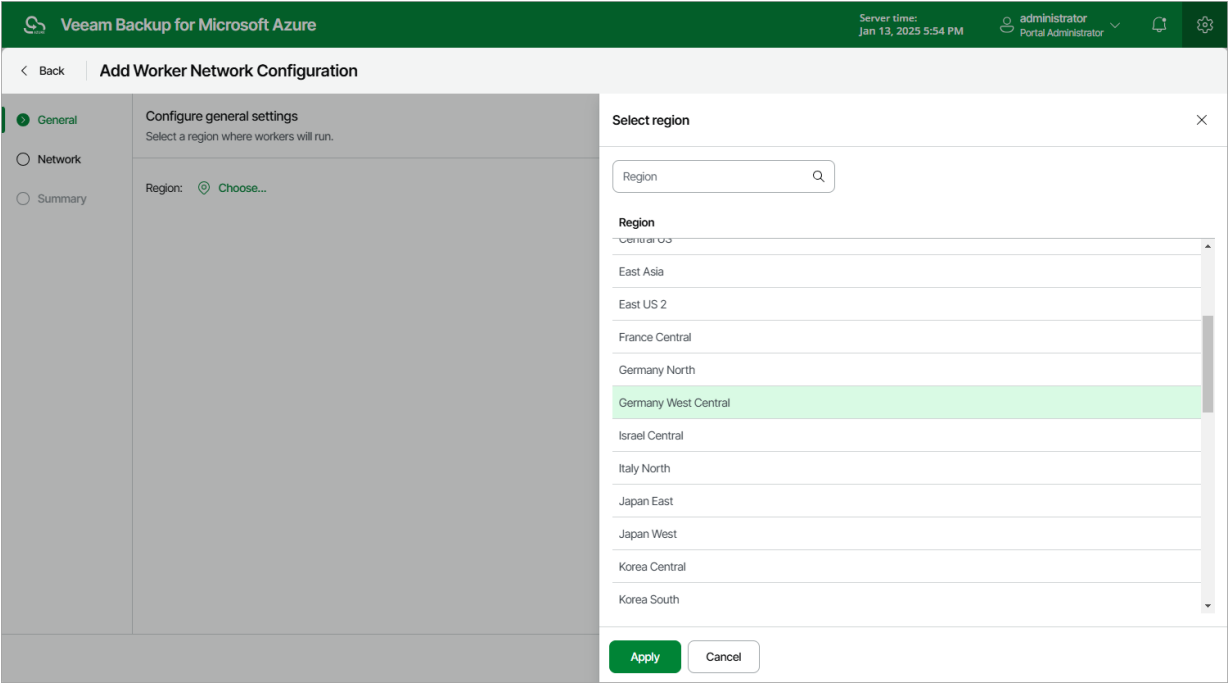 Veeam Backup for Microsoft Azure
Server time:
Jan 13, 2025 5:54 PM
administrator
Portal Administrator
Back
Add Worker Network Configuration
General
Network
Summary
Configure general settings
Select a region where workers will run.
Region: Choose...
Select region
Region
Region
Central US
East Asia
East US 2
France Central
Germany North
Germany West Central
Israel Central
Italy North
Japan East
Japan West
Korea Central
Korea South
Apply Cancel